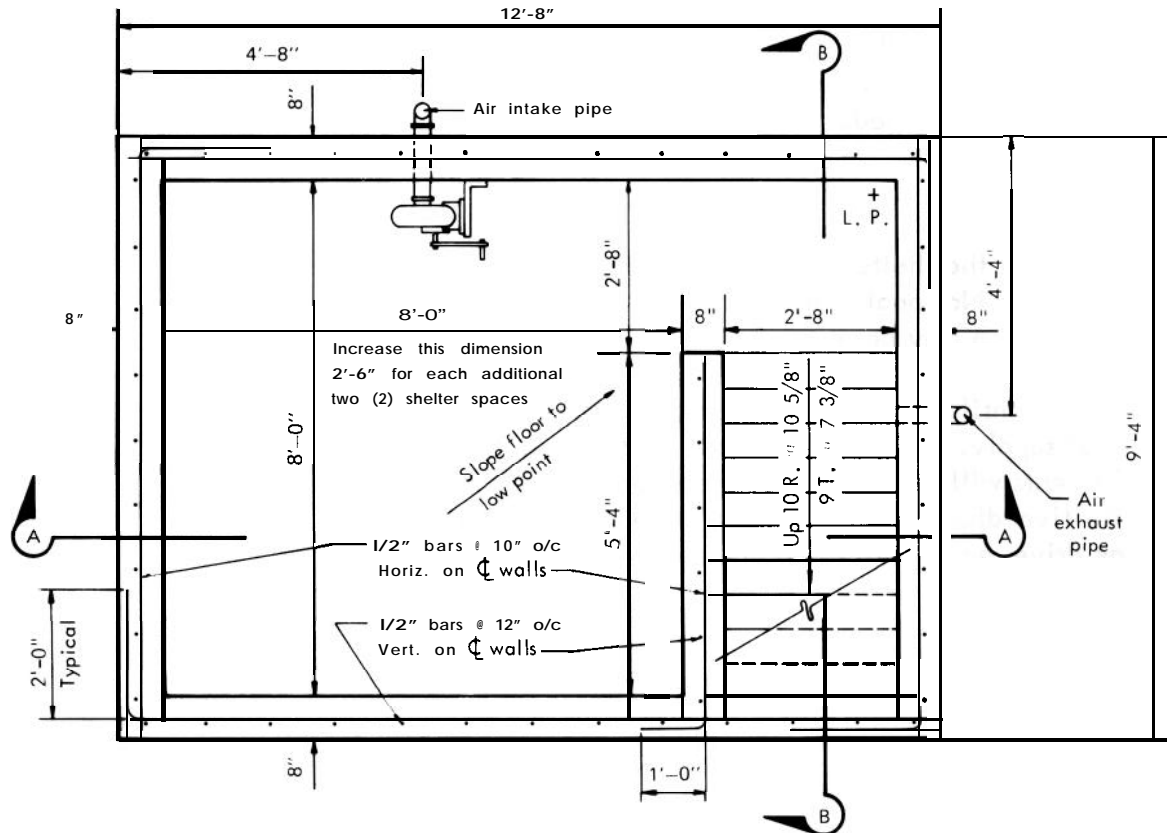 12'-8"
4'-8"
B
8"
Air intake pipe
+
L. P.
2'-8"
4'-4"
8"
8'-0"
8"
2'-8"
8"
Increase this dimension
2'-6" for each additional
two (2) shelter spaces
8'-0"
Slope floor to
low point
5'-4"
Up 10 R. @ 10 5/8"
9 T. @ 7 3/8"
9'-4"
A
Air
exhaust
pipe
A
1/2" bars @ 10" o/c
Horiz. on ℄ walls
1/2" bars @ 12" o/c
Vert. on ℄ walls
2'-0"
Typical
8"
1'-0"
B